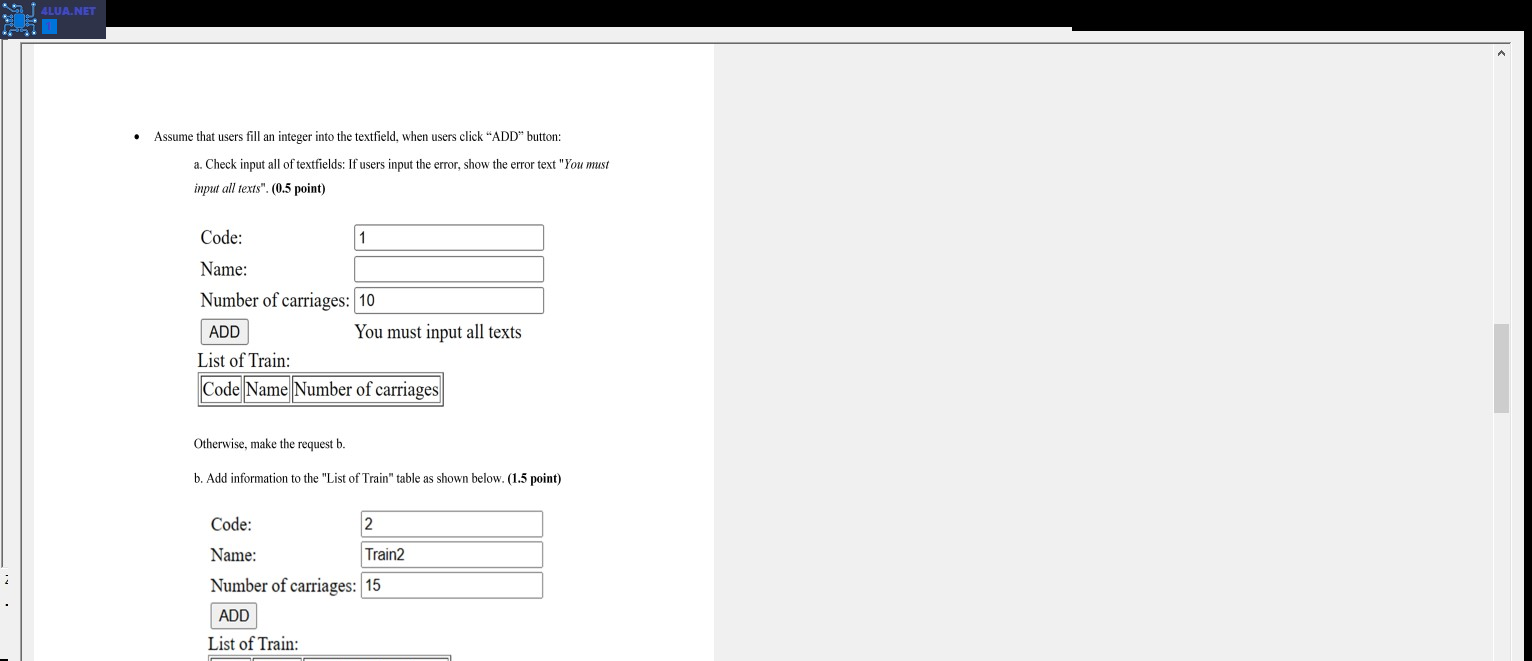 4LUA.NET
• Assume that users fill an integer into the textfield, when users click “ADD” button:
a. Check input all of textfields: If users input the error, show the error text "You must
input all texts". (0.5 point)
Code: 1
Name:
Number of carriages: 10
ADD You must input all texts
List of Train:
Code Name Number of carriages
Otherwise, make the request b.
b. Add information to the "List of Train" table as shown below. (1.5 point)
Code: 2
Name: Train2
Number of carriages: 15
ADD
List of Train: